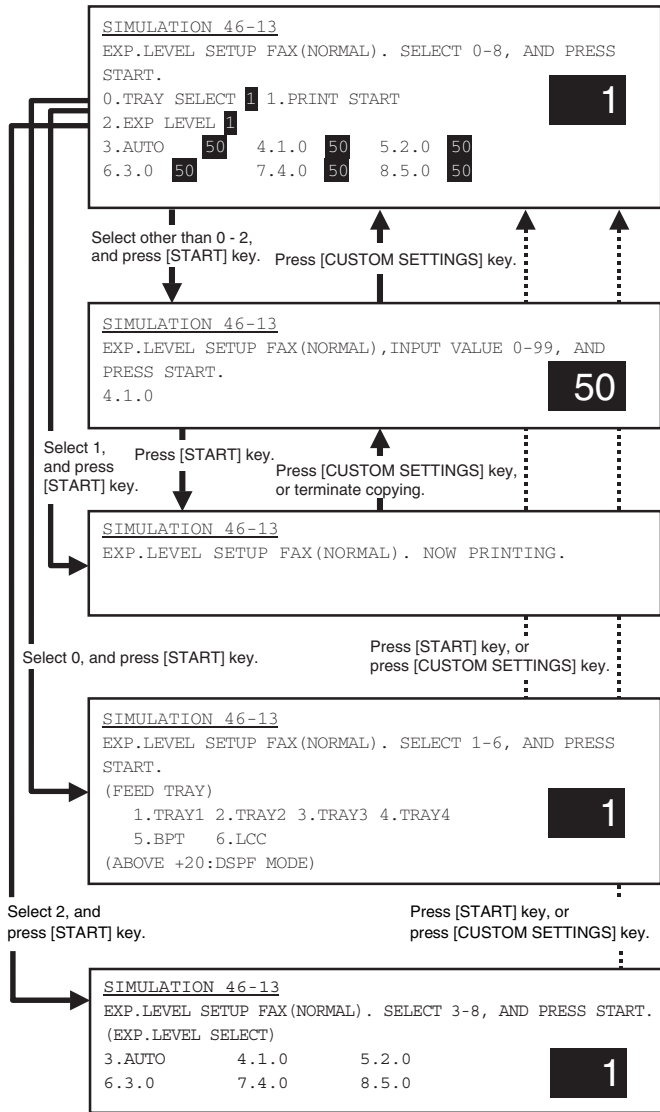 SIMULATION 46-13
EXP.LEVEL SETUP FAX(NORMAL). SELECT 0-8, AND PRESS
START.
0.TRAY SELECT 1 1.PRINT START
1
2.EXP LEVEL 1
3.AUTO 50 4.1.0 50 5.2.0 50
6.3.0 50 7.4.0 50 8.5.0 50
Select other than 0 - 2,
and press [START] key.
Press [CUSTOM SETTINGS] key.
SIMULATION 46-13
EXP.LEVEL SETUP FAX(NORMAL),INPUT VALUE 0-99, AND
PRESS START.
4.1.0
50
Select 1,
and press
[START] key.
Press [START] key.
Press [CUSTOM SETTINGS] key,
or terminate copying.
SIMULATION 46-13
EXP.LEVEL SETUP FAX(NORMAL). NOW PRINTING.
Select 0, and press [START] key.
Press [START] key, or
press [CUSTOM SETTINGS] key.
SIMULATION 46-13
EXP.LEVEL SETUP FAX(NORMAL). SELECT 1-6, AND PRESS
START.
(FEED TRAY)
1.TRAY1 2.TRAY2 3.TRAY3 4.TRAY4
5.BPT 6.LCC
1
(ABOVE +20:DSPF MODE)
Select 2, and
press [START] key.
Press [START] key, or
press [CUSTOM SETTINGS] key.
SIMULATION 46-13
EXP.LEVEL SETUP FAX(NORMAL). SELECT 3-8, AND PRESS START.
(EXP.LEVEL SELECT)
3.AUTO 4.1.0 5.2.0
6.3.0 7.4.0 8.5.0
1